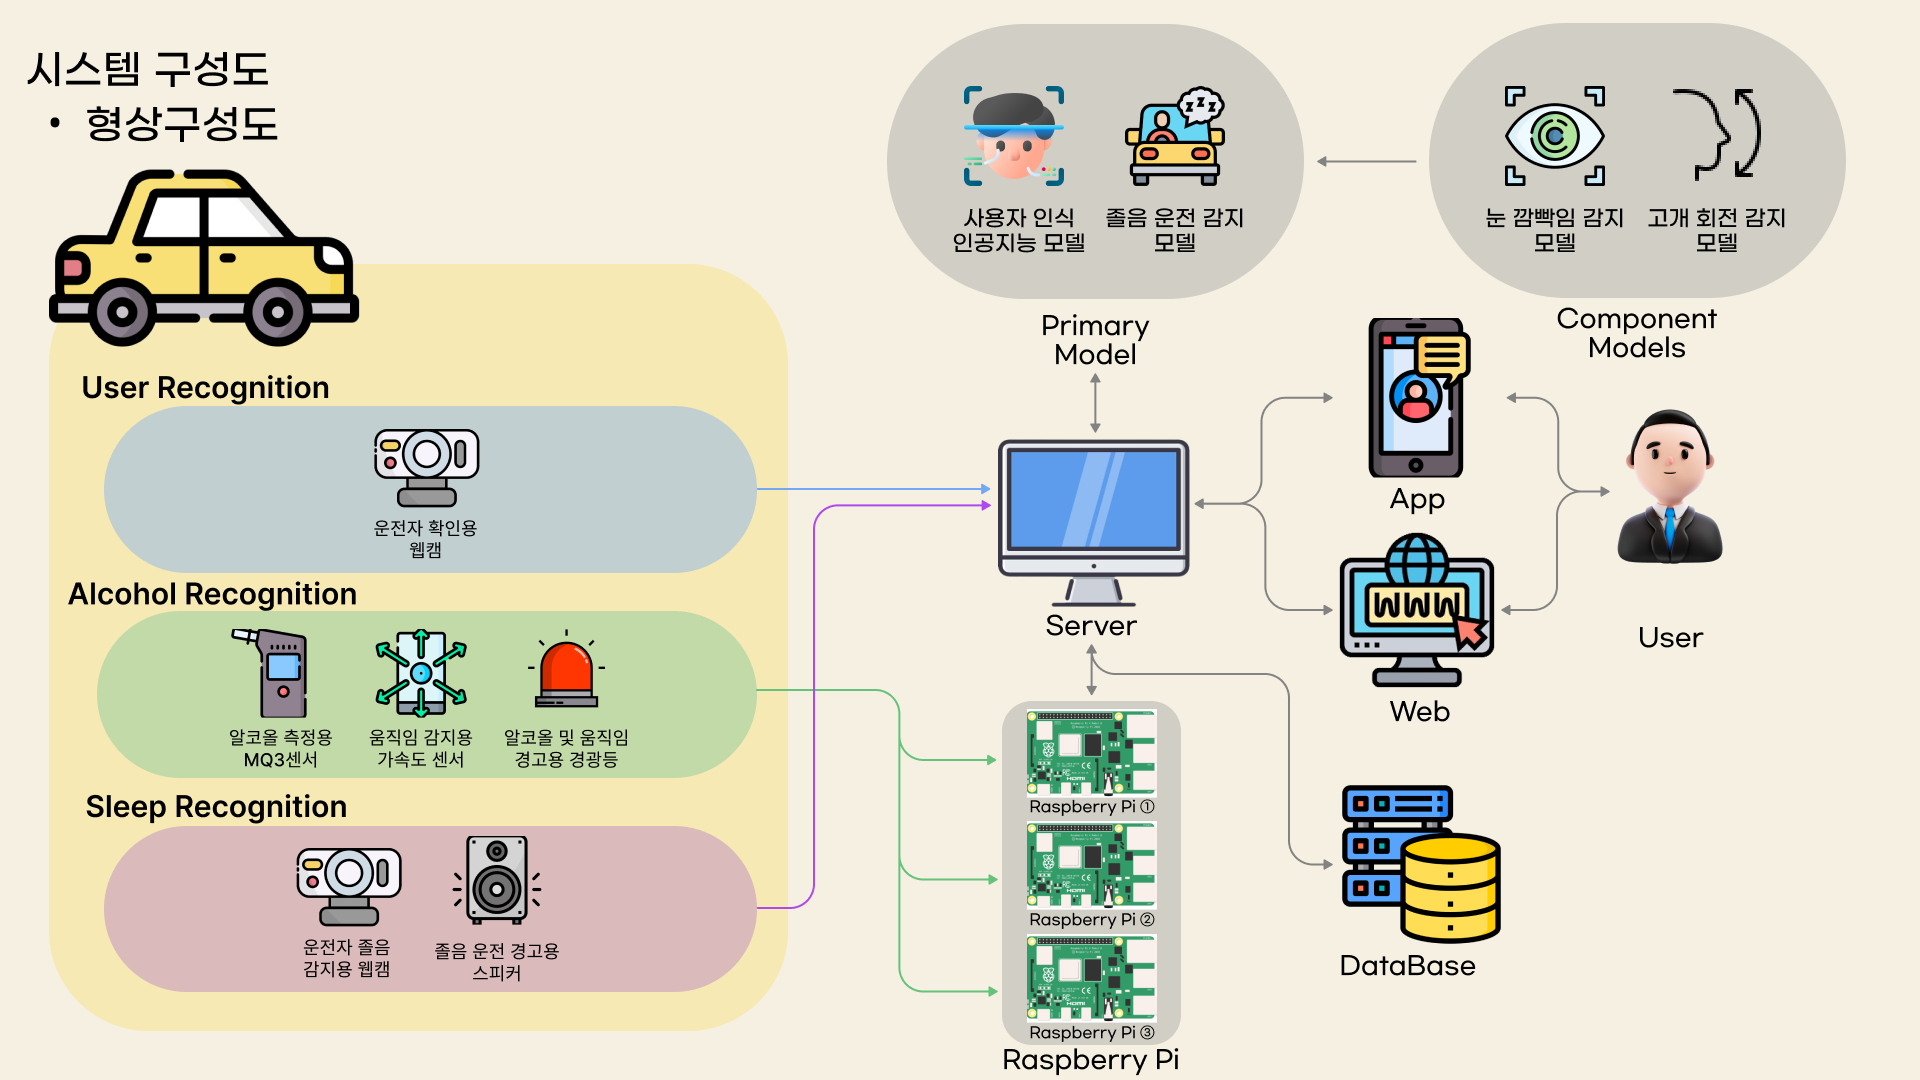 시스템 구성도
• 형상구성도
User Recognition
운전자 확인용
웹캠
Alcohol Recognition
알코올 측정용
MQ3센서
움직임 감지용
가속도 센서
알코올 및 움직임
경고용 경광등
Sleep Recognition
운전자 졸음
감지용 웹캠
졸음 운전 경고용
스피커
사용자 인식
인공지능 모델
졸음 운전 감지
모델
Primary
Model
눈 깜빡임 감지
모델
고개 회전 감지
모델
Component
Models
Server
App
WWW
Web
User
Raspberry Pi ①
Raspberry Pi ②
Raspberry Pi ③
Raspberry Pi
DataBase
z z z
HDMI
HDMI
HDMI